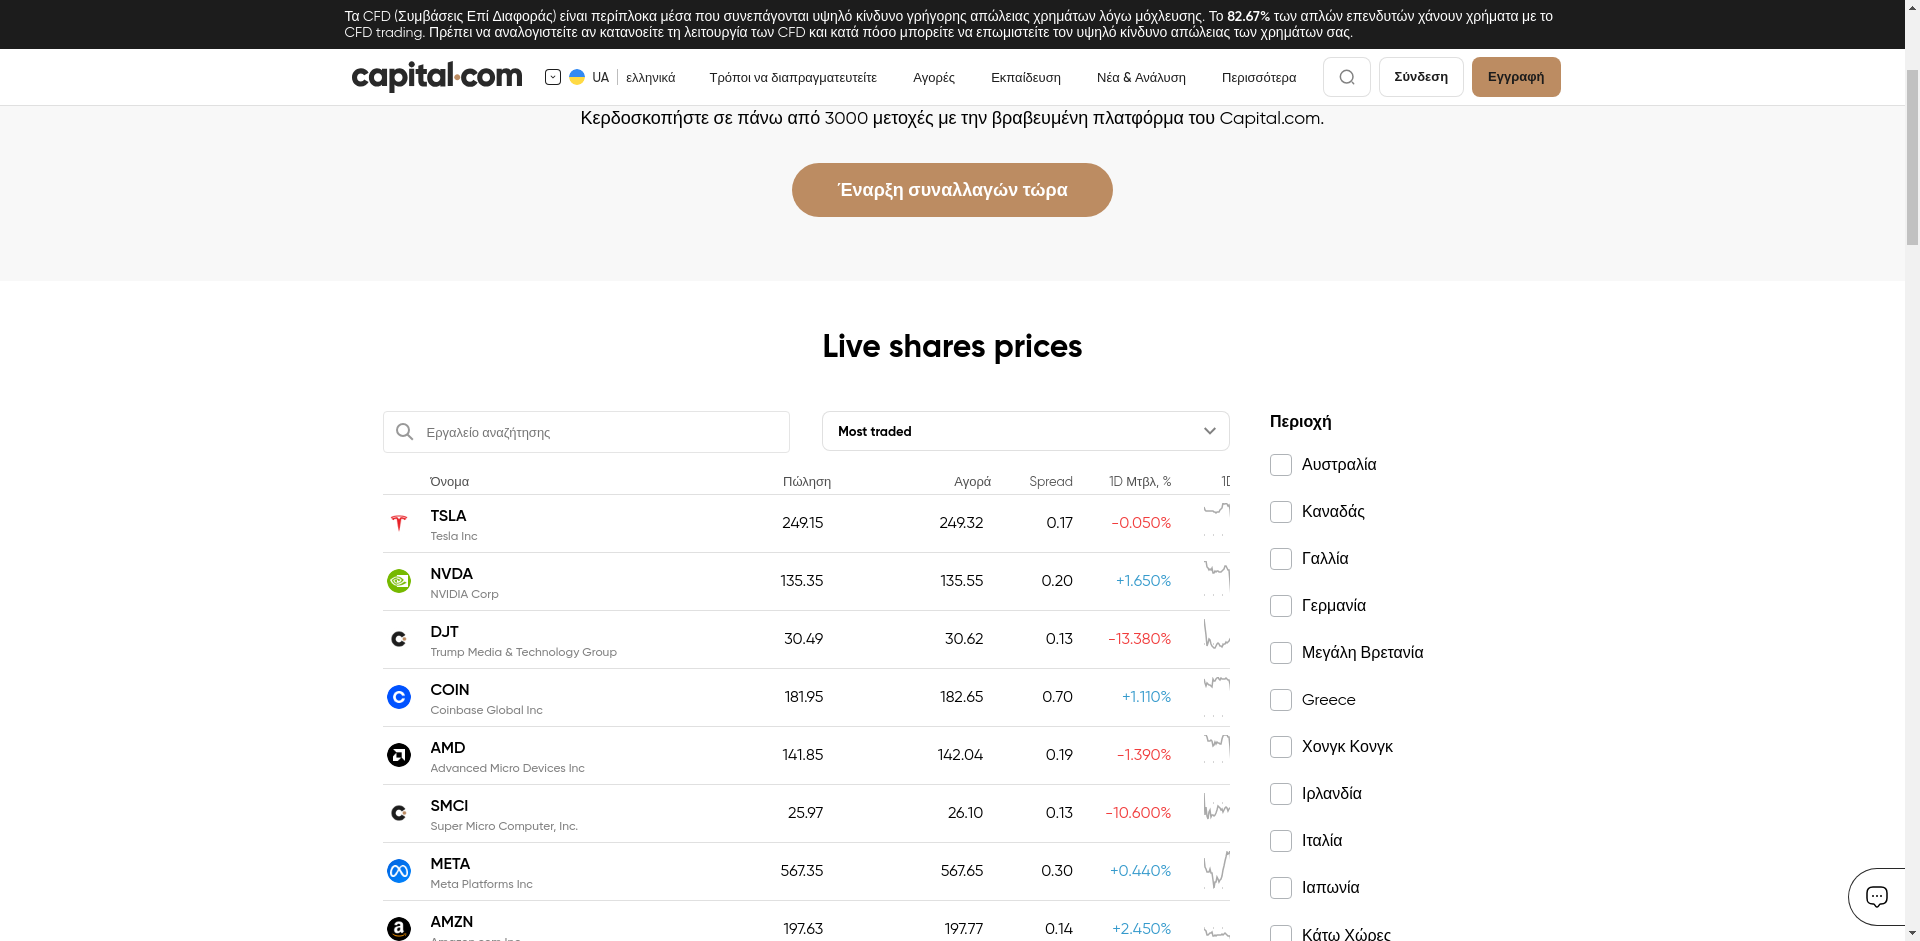 Τα CFD (Συμβάσεις Επί Διαφοράς) είναι περίπλοκα μέσα που συνεπάγονται υψηλό κίνδυνο γρήγορης απώλειας χρημάτων λόγω μόχλευσης. Το 82.67% των απλών επενδυτών χάνουν χρήματα με το
CFD trading. Πρέπει να αναλογιστείτε αν κατανοείτε τη λειτουργία των CFD και κατά πόσο μπορείτε να επωμιστείτε τον υψηλό κίνδυνο απώλειας των χρημάτων σας.
capital.com UA ελληνικά Τρόποι να διαπραγματευτείτε Αγορές Εκπαίδευση Νέα & Ανάλυση Περισσότερα Σύνδεση Εγγραφή
Κερδοσκοπήστε σε πάνω από 3000 μετοχές με την βραβευμένη πλατφόρμα του Capital.com.
Έναρξη συναλλαγών τώρα
Live shares prices
Εργαλείο αναζήτησης
Most traded
Όνομα Πώληση Αγορά Spread 1D Μτβλ, % 1D
TSLA 249.15 249.32 0.17 -0.050%
Tesla Inc
NVDA 135.35 135.55 0.20 +1.650%
NVIDIA Corp
DJT 30.49 30.62 0.13 -13.380%
Trump Media & Technology Group
COIN 181.95 182.65 0.70 +1.110%
Coinbase Global Inc
AMD 141.85 142.04 0.19 -1.390%
Advanced Micro Devices Inc
SMCI 25.97 26.10 0.13 -10.600%
Super Micro Computer, Inc.
META 567.35 567.65 0.30 +0.440%
Meta Platforms Inc
AMZN 197.63 197.77 0.14 +2.450%
Amazon.com Inc
Περιοχή
Αυστραλία
Καναδάς
Γαλλία
Γερμανία
Μεγάλη Βρετανία
Greece
Χονγκ Κονγκ
Ιρλανδία
Ιταλία
Ιαπωνία
Κάτω Χώρες